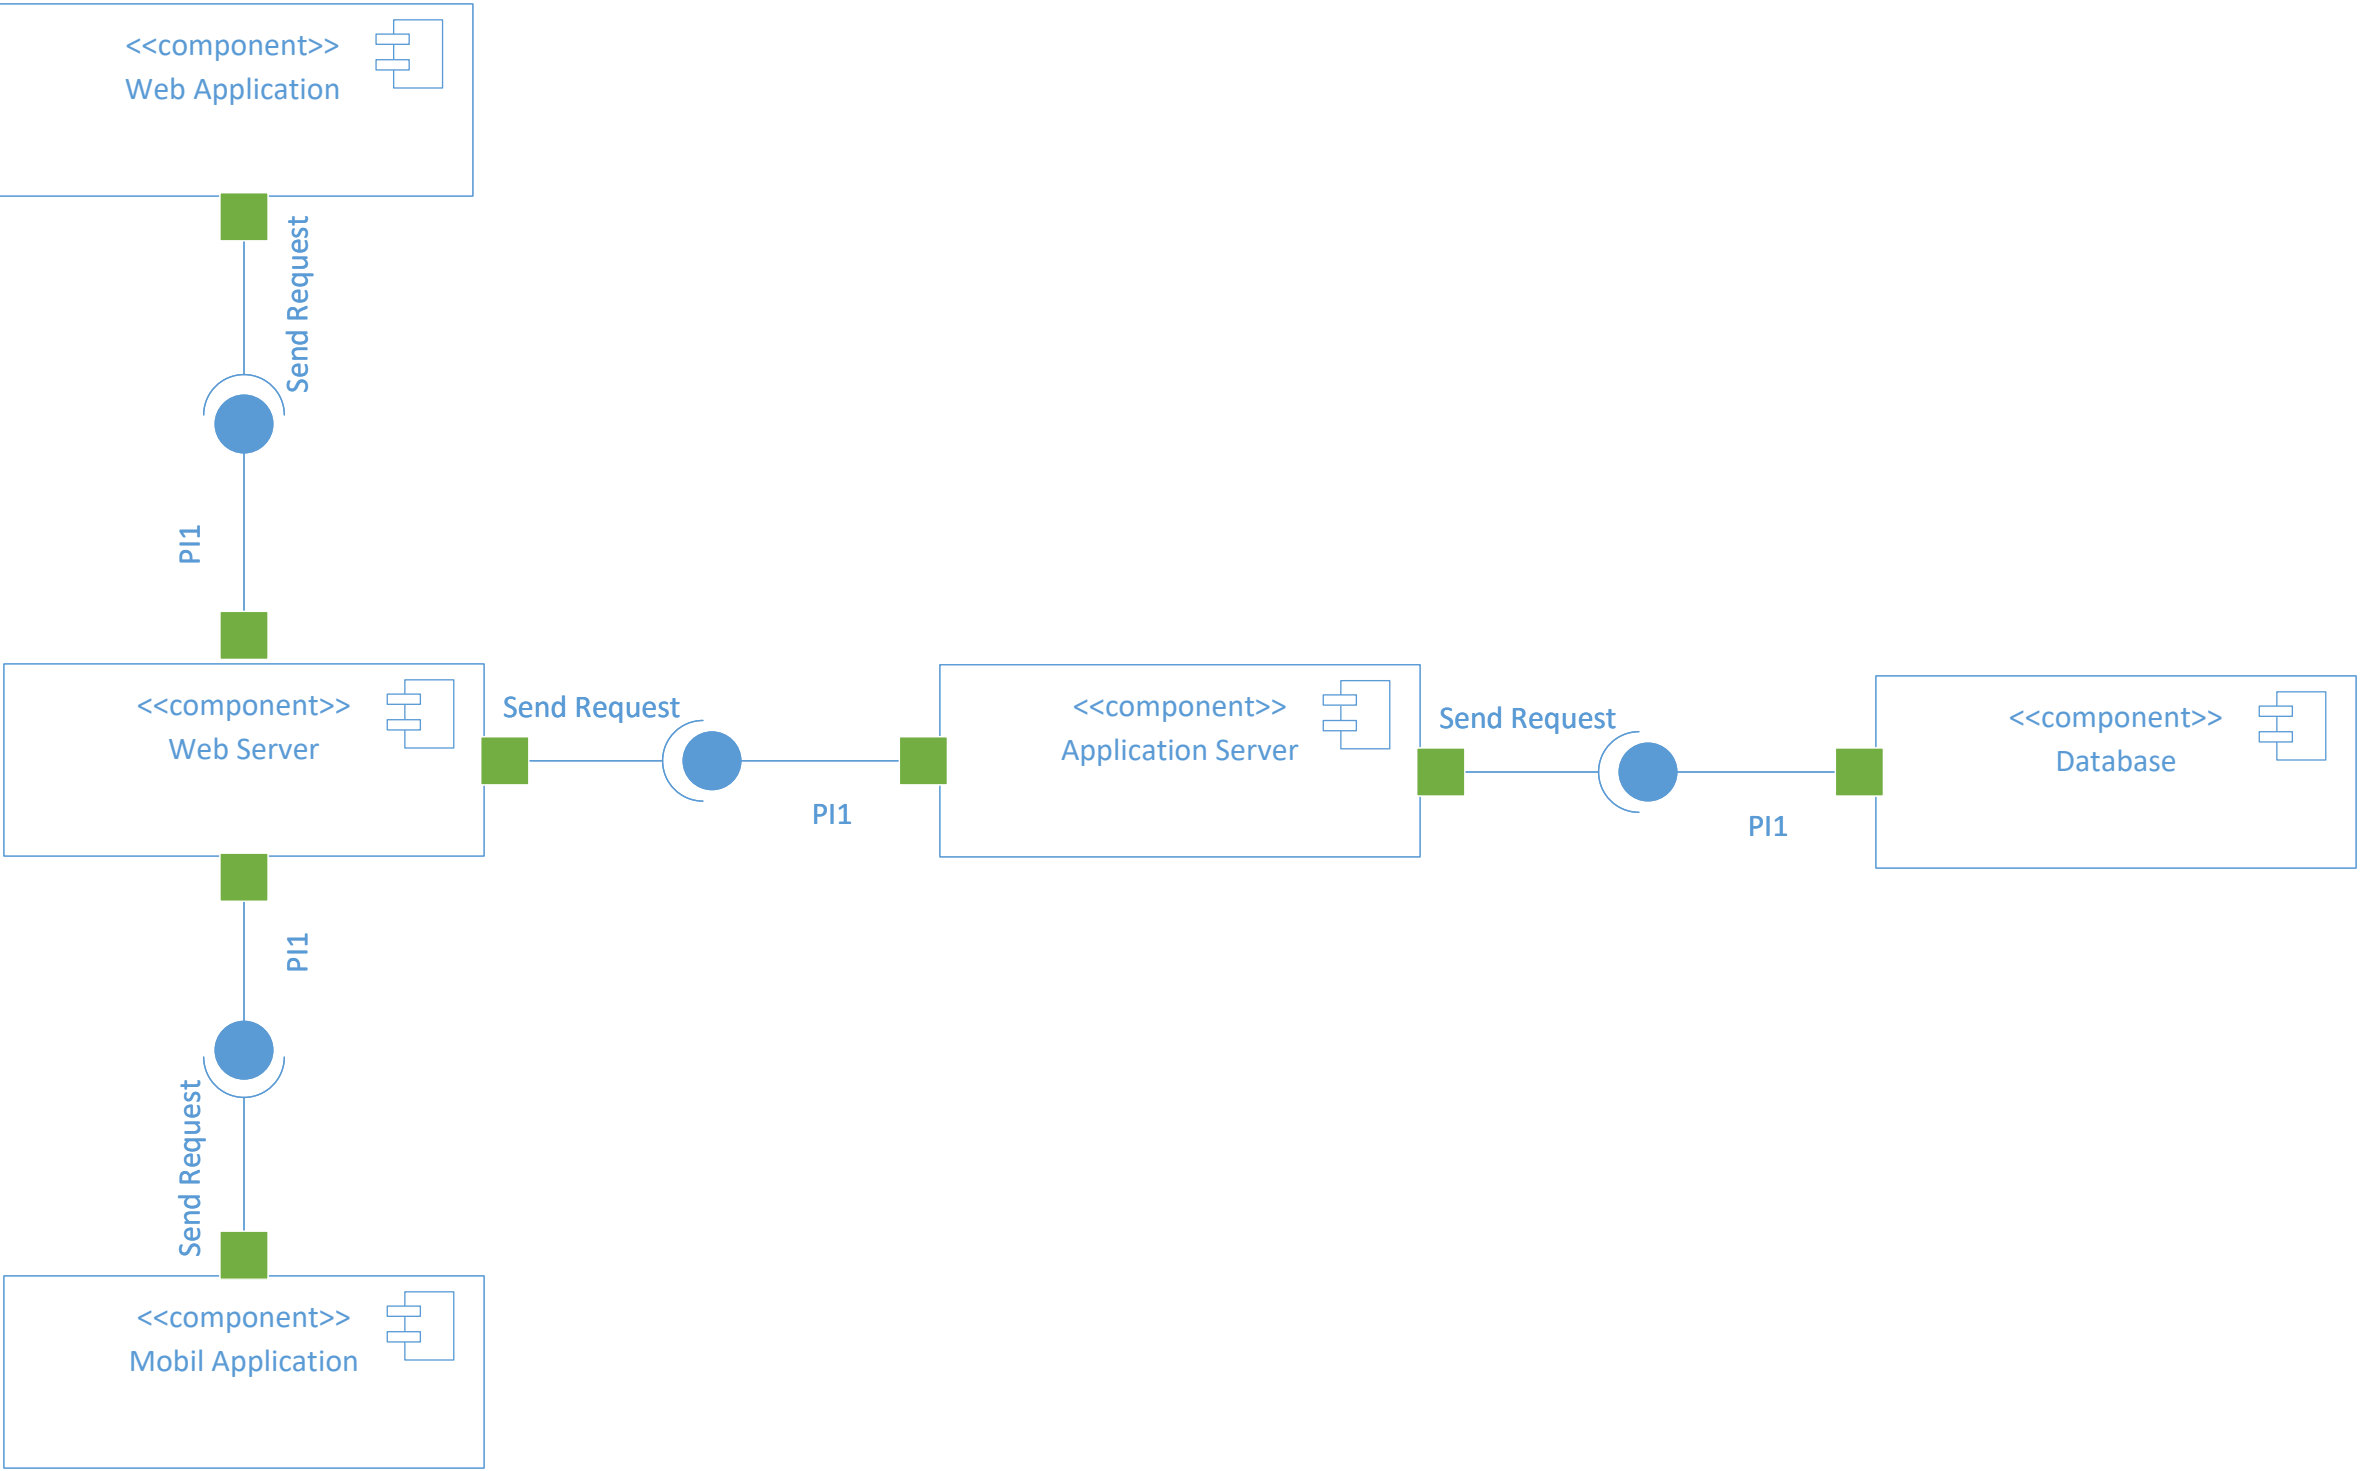 <<component>>
Web Application
Send Request
PI1
<<component>>
Web Server
Send Request
PI1
<<component>>
Application Server
Send Request
PI1
<<component>>
Database
PI1
Send Request
<<component>>
Mobil Application